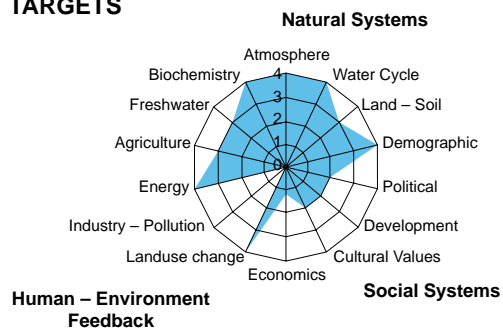 TARGETS
Natural Systems
Atmosphere
Biochemistry
Water Cycle
Freshwater
Land – Soil
Agriculture
Demographic
Energy
Political
Industry – Pollution
Development
Landuse change
Cultural Values
Economics
4
3
2
1
0
Human – Environment
Feedback
Social Systems